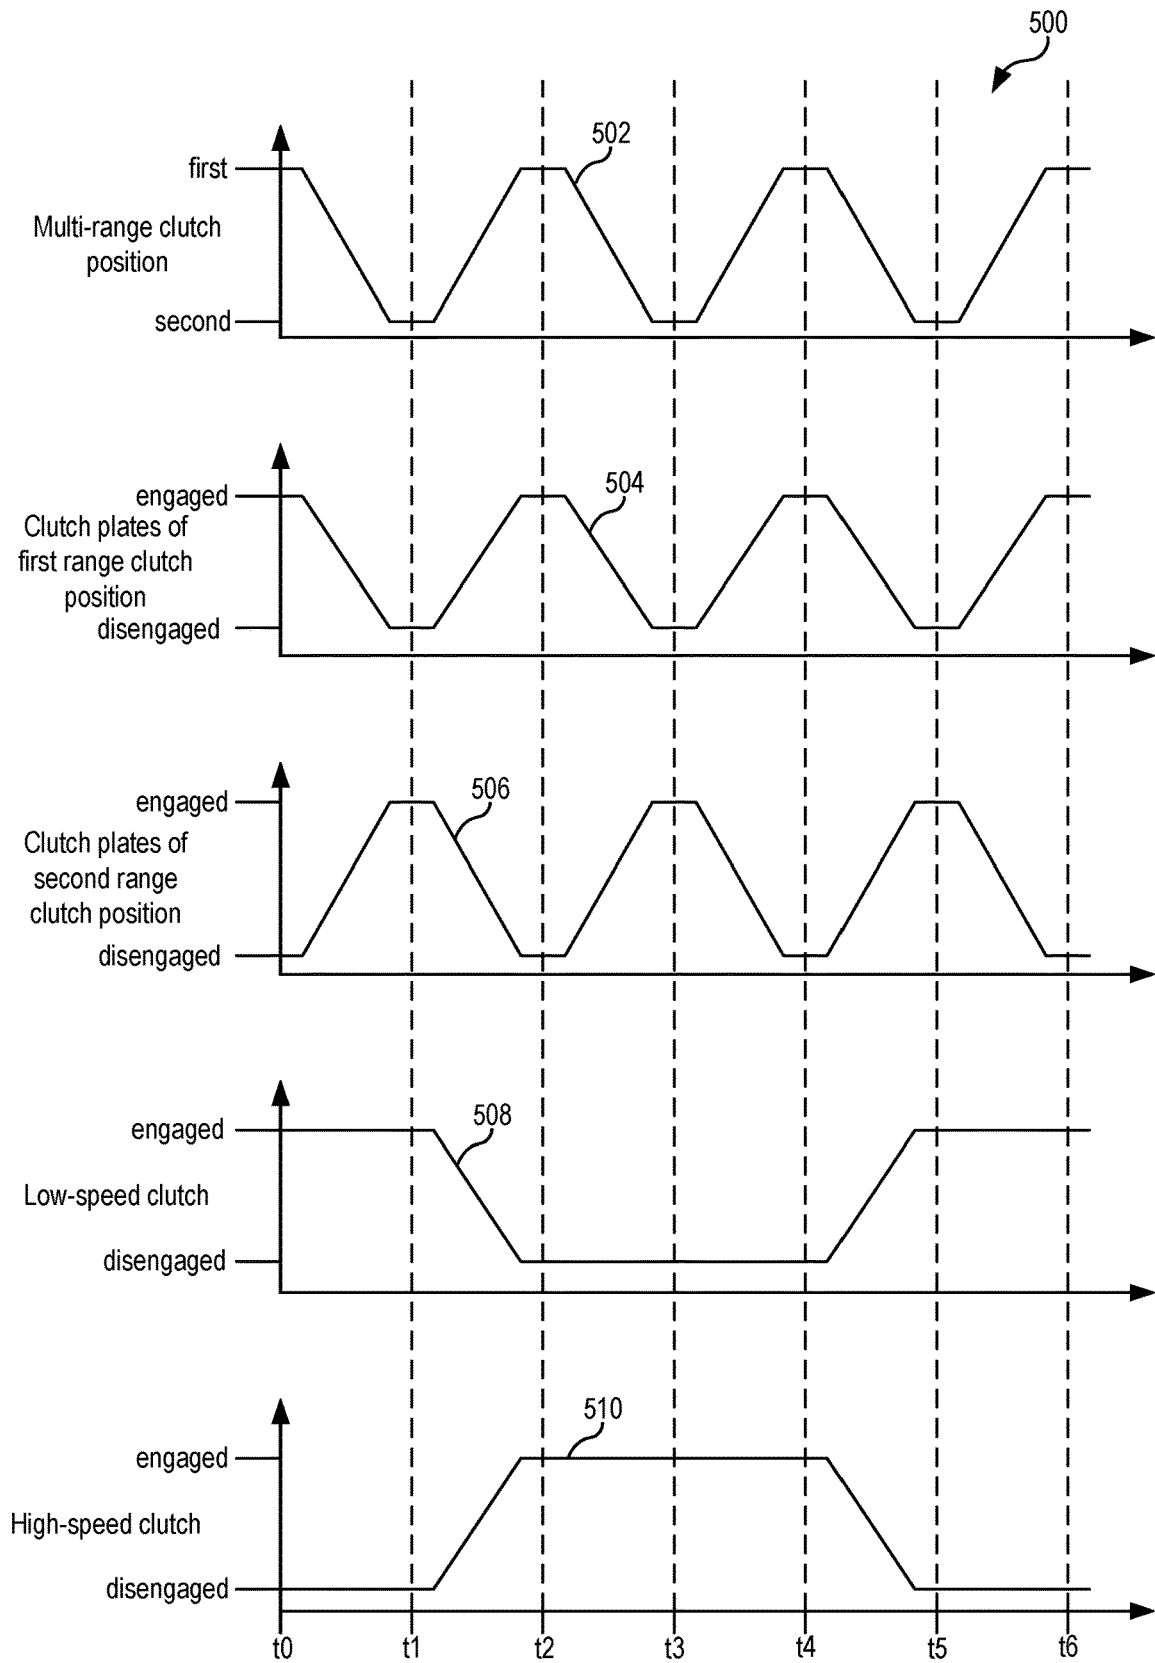 500
502
first
Multi-range clutch
position
second
504
engaged
Clutch plates of
first range clutch
position
disengaged
506
engaged
Clutch plates of
second range
clutch position
disengaged
508
engaged
Low-speed clutch
disengaged
510
engaged
High-speed clutch
disengaged
t0 t1 t2 t3 t4 t5 t6